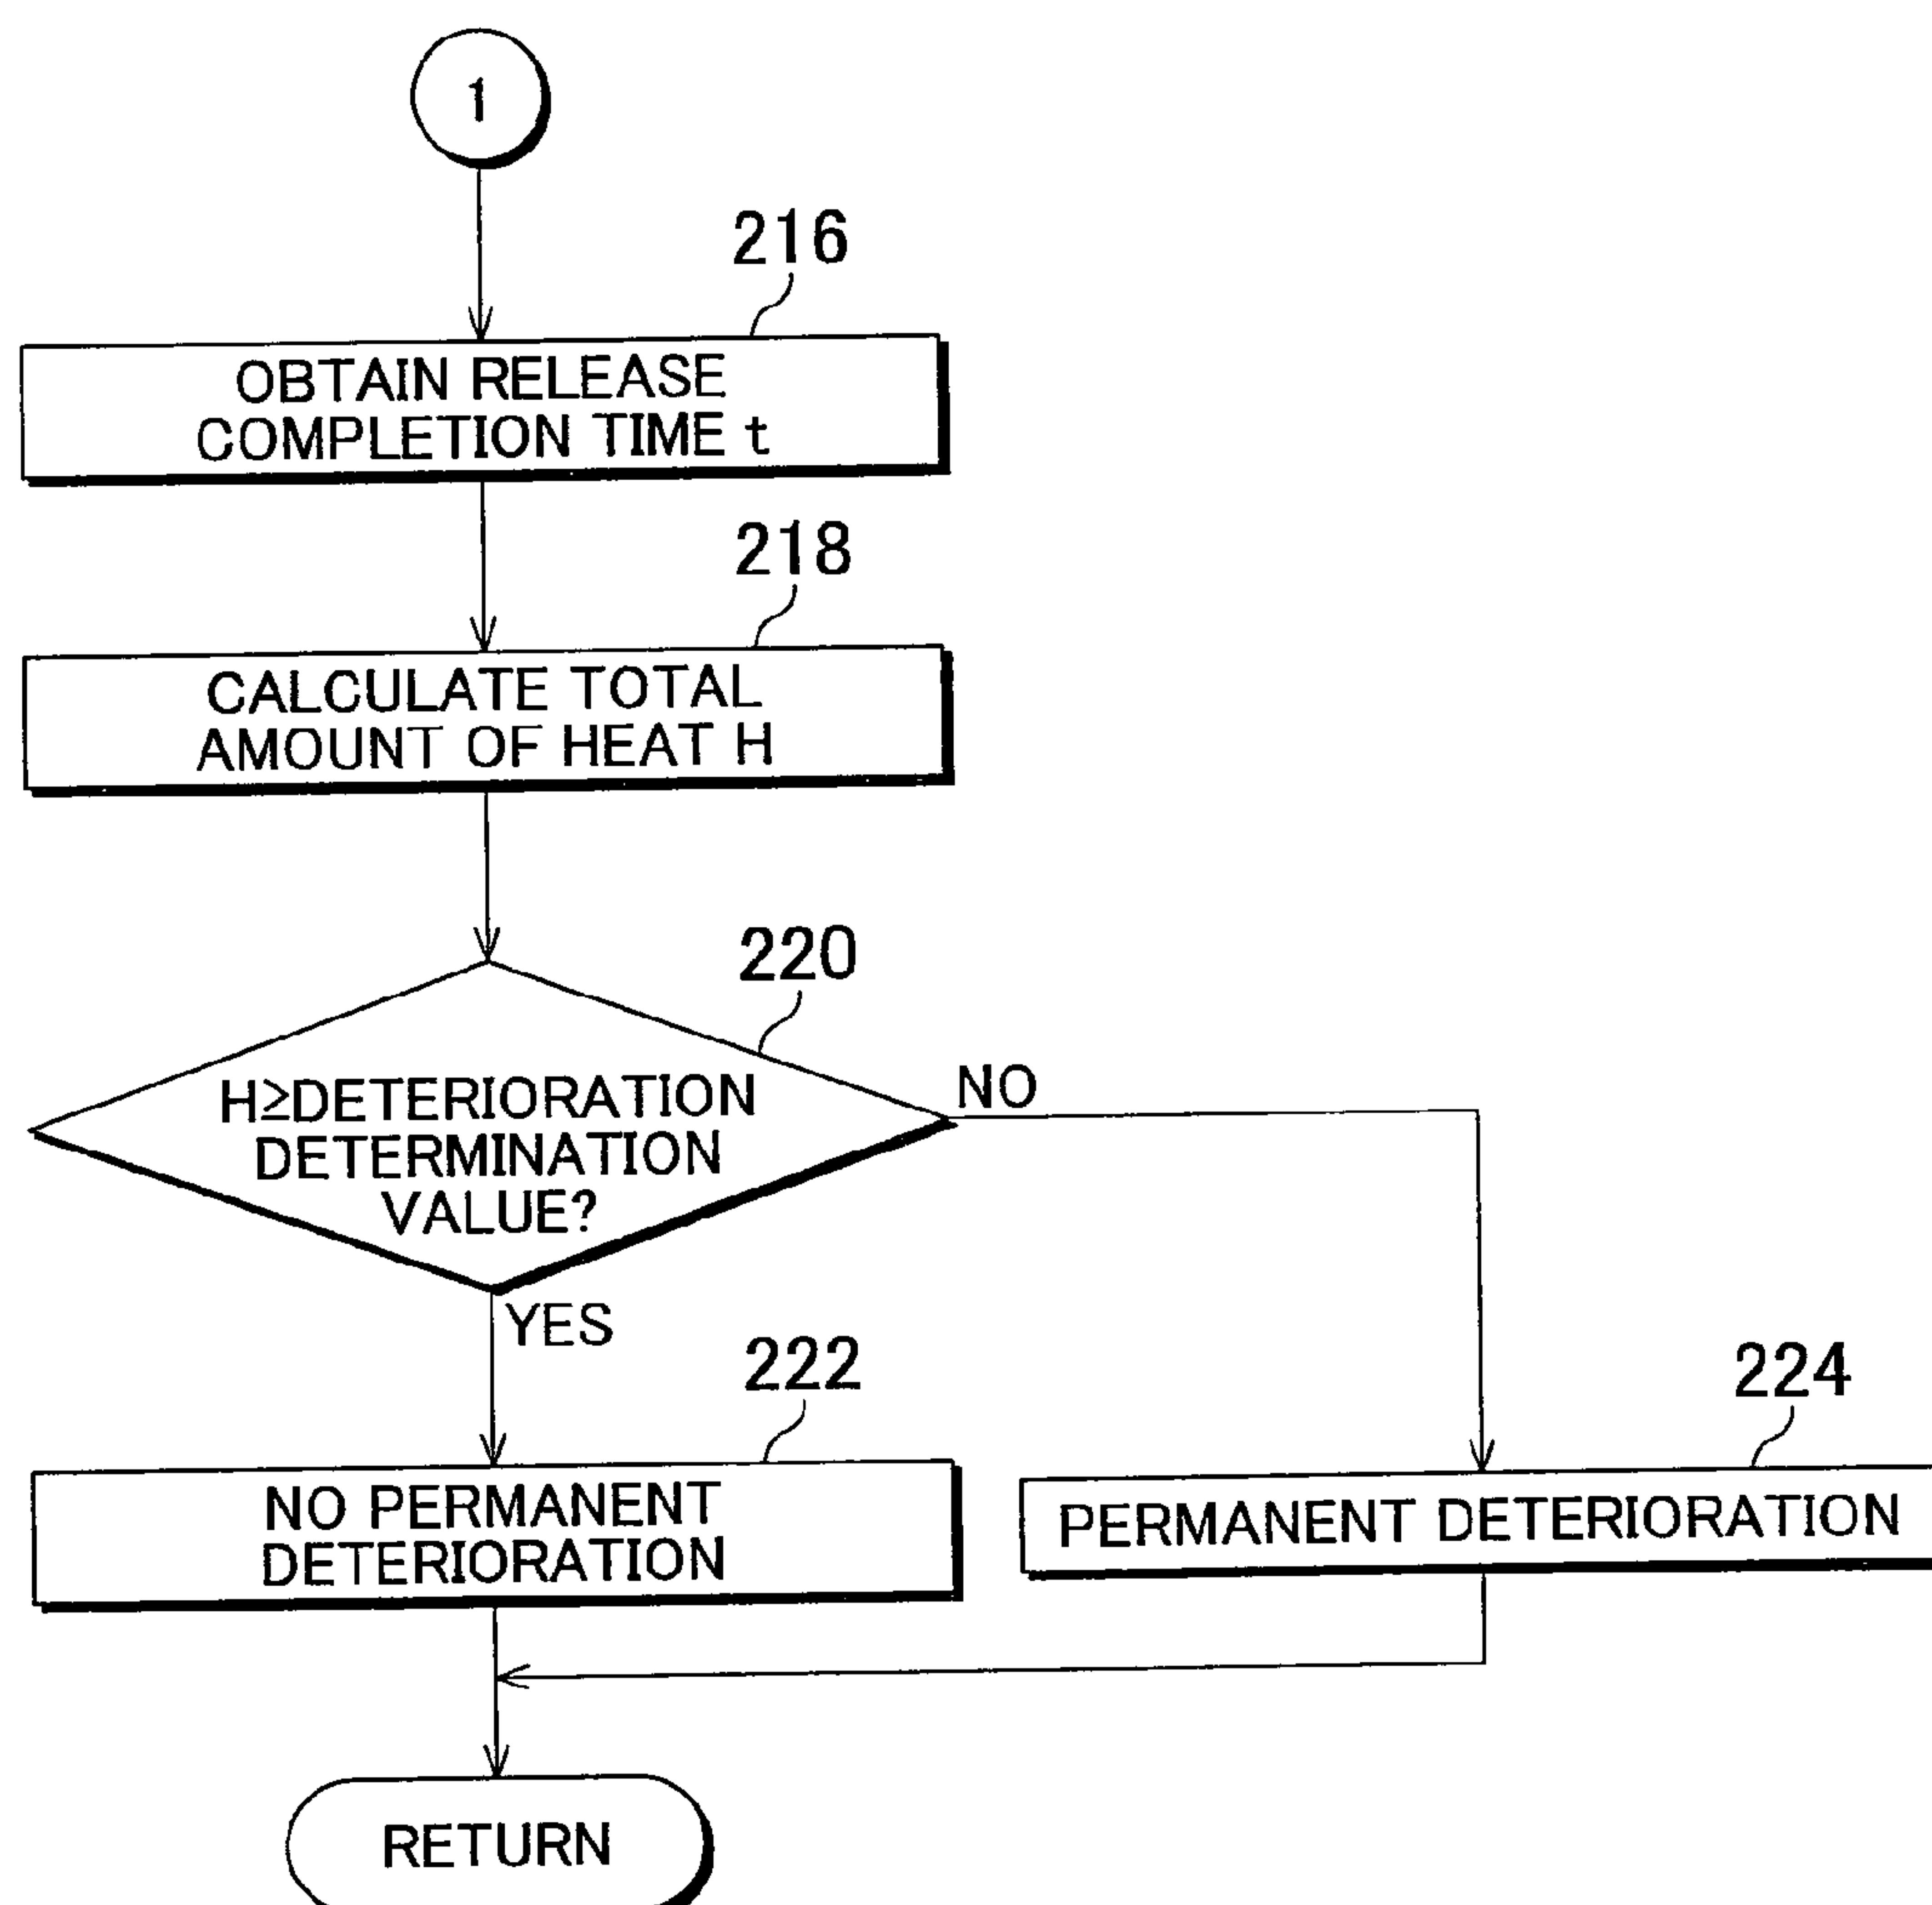 1
216
OBTAIN RELEASE
COMPLETION TIME t
218
CALCULATE TOTAL
AMOUNT OF HEAT H
220
H≥DETERIORATION
DETERMINATION
VALUE?
NO
YES
222
NO PERMANENT
DETERIORATION
224
PERMANENT DETERIORATION
RETURN